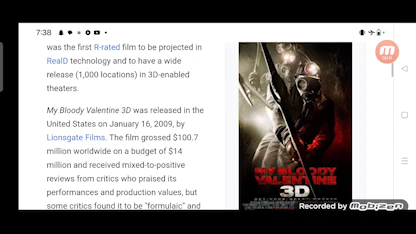 7:38
was the first R-rated film to be projected in
RealD technology and to have a wide
release (1,000 locations) in 3D-enabled
theaters.
My Bloody Valentine 3D was released in the
United States on January 16, 2009, by
Lionsgate Films. The film grossed $100.7
million worldwide on a budget of $14
million and received mixed-to-positive
reviews from critics who praised its
performances and production values, but
some critics found it to be "formulaic" and
MY BLOODY
VALENTINE
3D
Recorded by mobizen